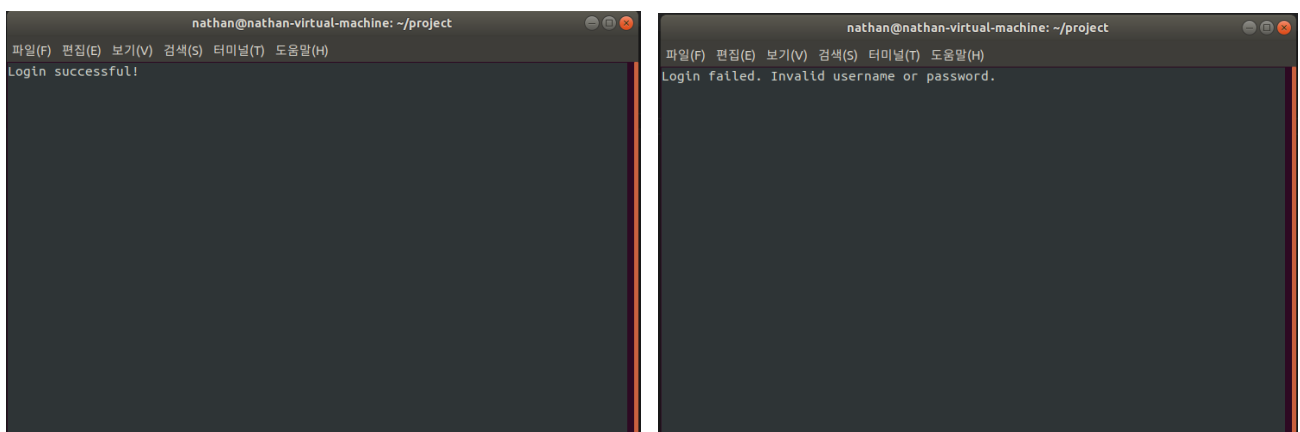 nathan@nathan-virtual-machine: ~/project
파일(F) 편집(E) 보기(V) 검색(S) 터미널(T) 도움말(H)
Login successful!
nathan@nathan-virtual-machine: ~/project
파일(F) 편집(E) 보기(V) 검색(S) 터미널(T) 도움말(H)
Login failed. Invalid username or password.